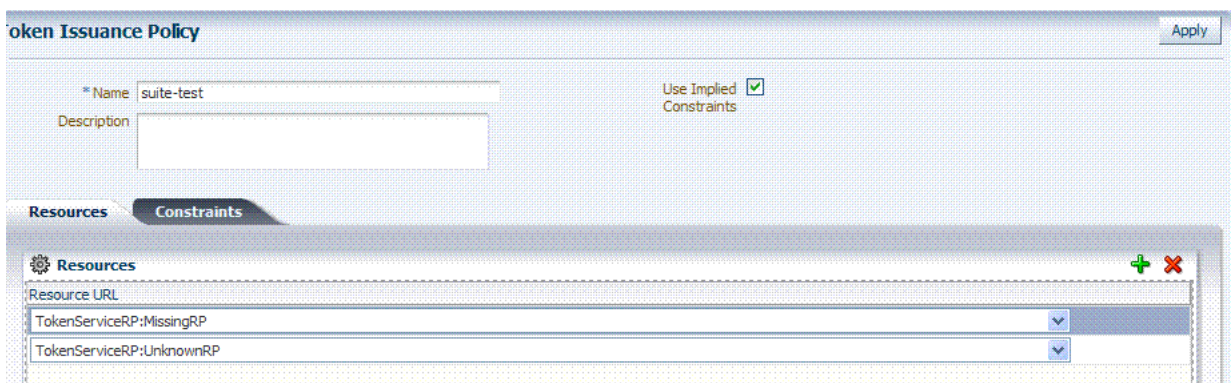 oken Issuance Policy
Apply
* Name suite-test
Use Implied
Constraints
Description
Resources Constraints
Resources
Resource URL
TokenServiceRP:MissingRP
TokenServiceRP:UnknownRP